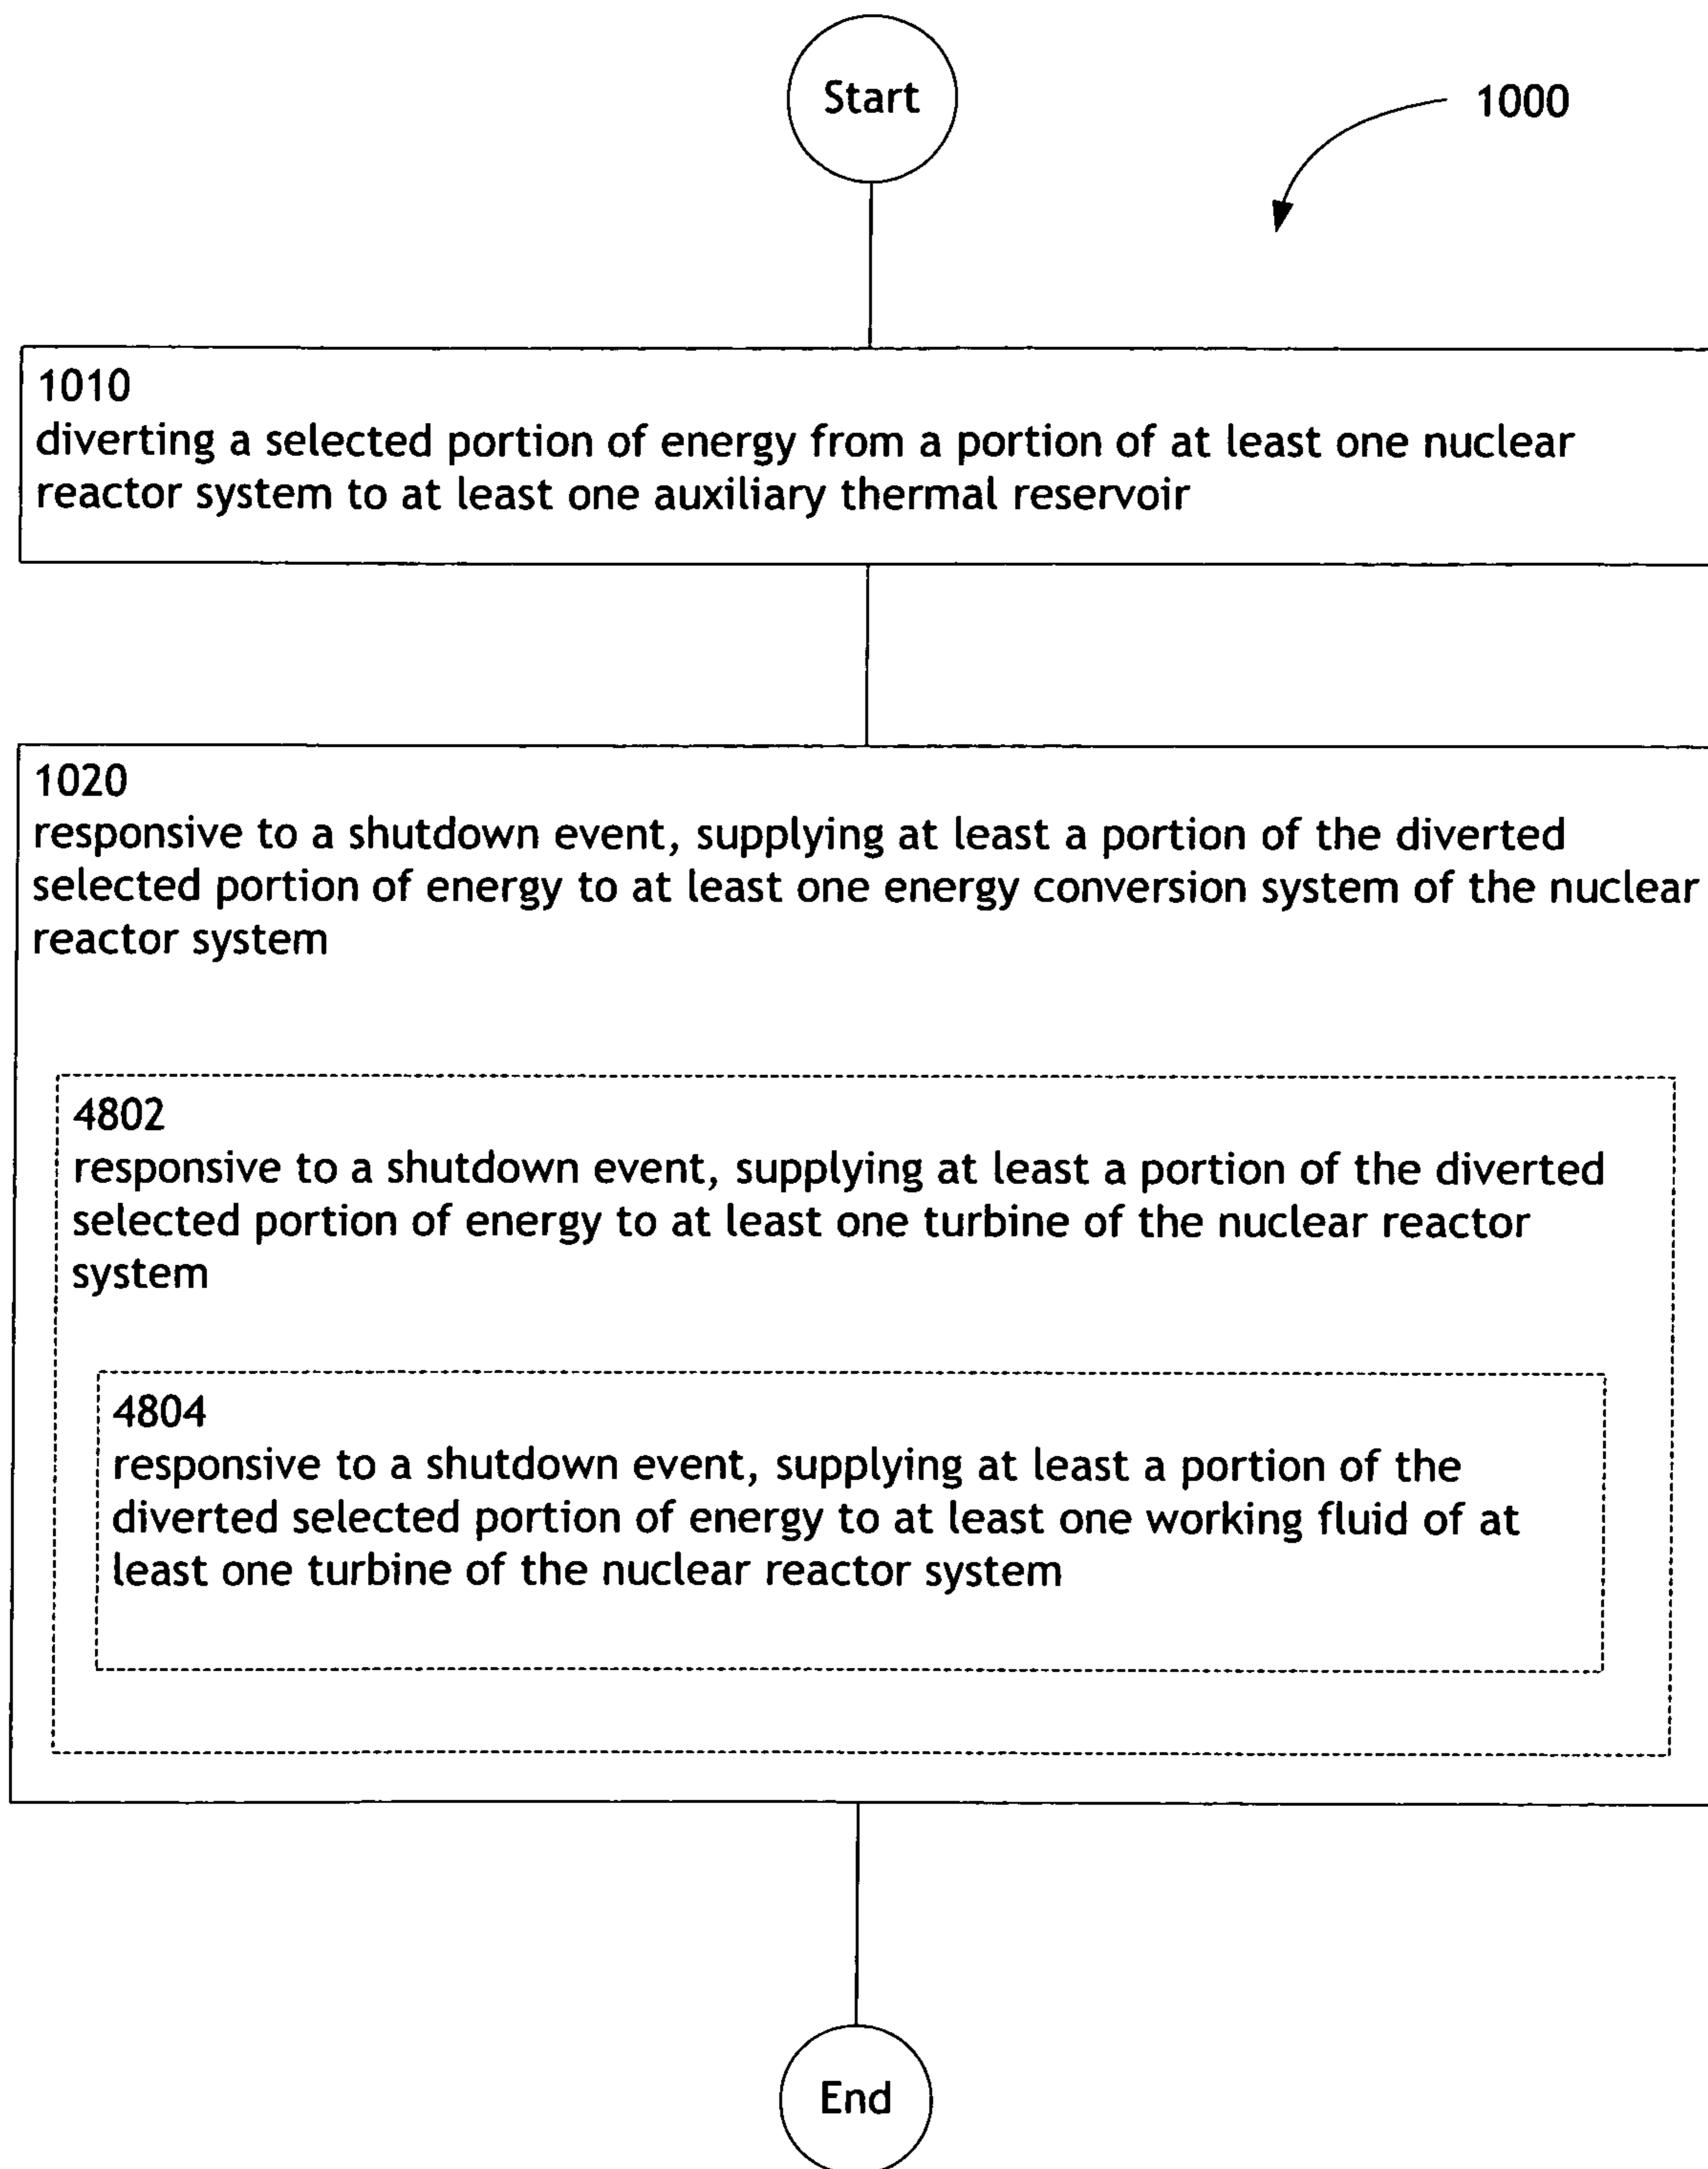 Start
1000
1010
diverting a selected portion of energy from a portion of at least one nuclear
reactor system to at least one auxiliary thermal reservoir
1020
responsive to a shutdown event, supplying at least a portion of the diverted
selected portion of energy to at least one energy conversion system of the nuclear
reactor system
4802
responsive to a shutdown event, supplying at least a portion of the diverted
selected portion of energy to at least one turbine of the nuclear reactor
system
4804
responsive to a shutdown event, supplying at least a portion of the
diverted selected portion of energy to at least one working fluid of at
least one turbine of the nuclear reactor system
End